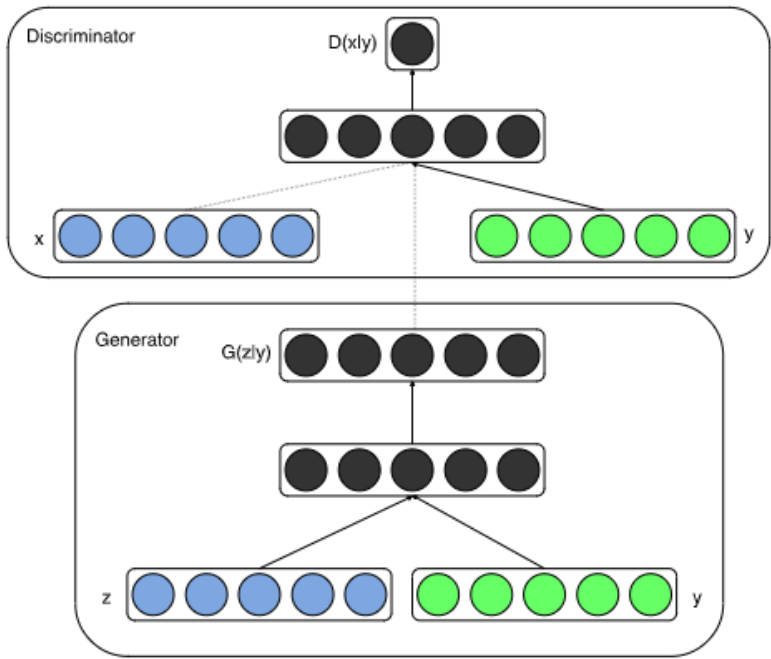 Discriminator
D(x|y)
x
y
Generator
G(z|y)
z
y